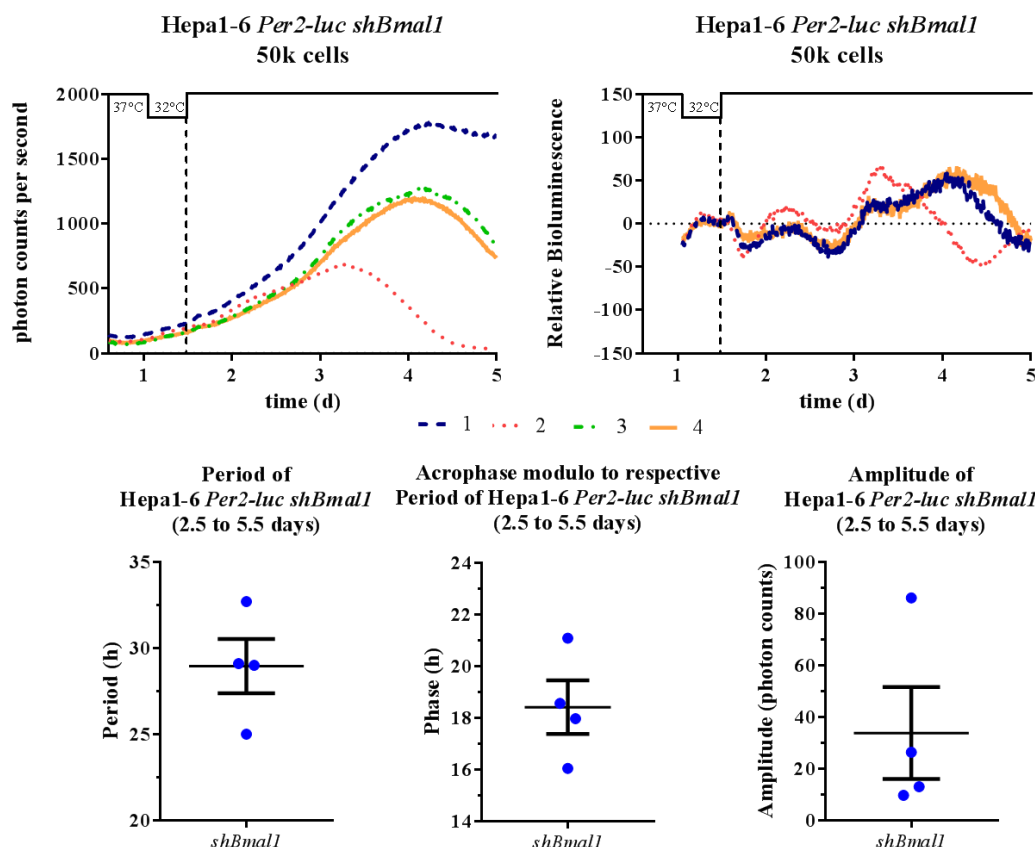 Hepa1-6 Per2-luc shBmal1
50k cells
photon counts per second
2000
1500
1000
500
0
37°C
32°C
1
2
3
4
5
time (d)
Hepa1-6 Per2-luc shBmal1
50k cells
Relative Bioluminescence
150
100
50
0
-50
-100
-150
37°C
32°C
1
2
3
4
5
time (d)
1
2
3
4
Period of
Hepa1-6 Per2-luc shBmal1
(2.5 to 5.5 days)
Period (h)
35
30
25
20
shBmal1
Acrophase modulo to respective
Period of Hepa1-6 Per2-luc shBmal1
(2.5 to 5.5 days)
Phase (h)
24
22
20
18
16
14
shBmal1
Amplitude of
Hepa1-6 Per2-luc shBmal1
(2.5 to 5.5 days)
Amplitude (photon counts)
100
80
60
40
20
0
shBmal1